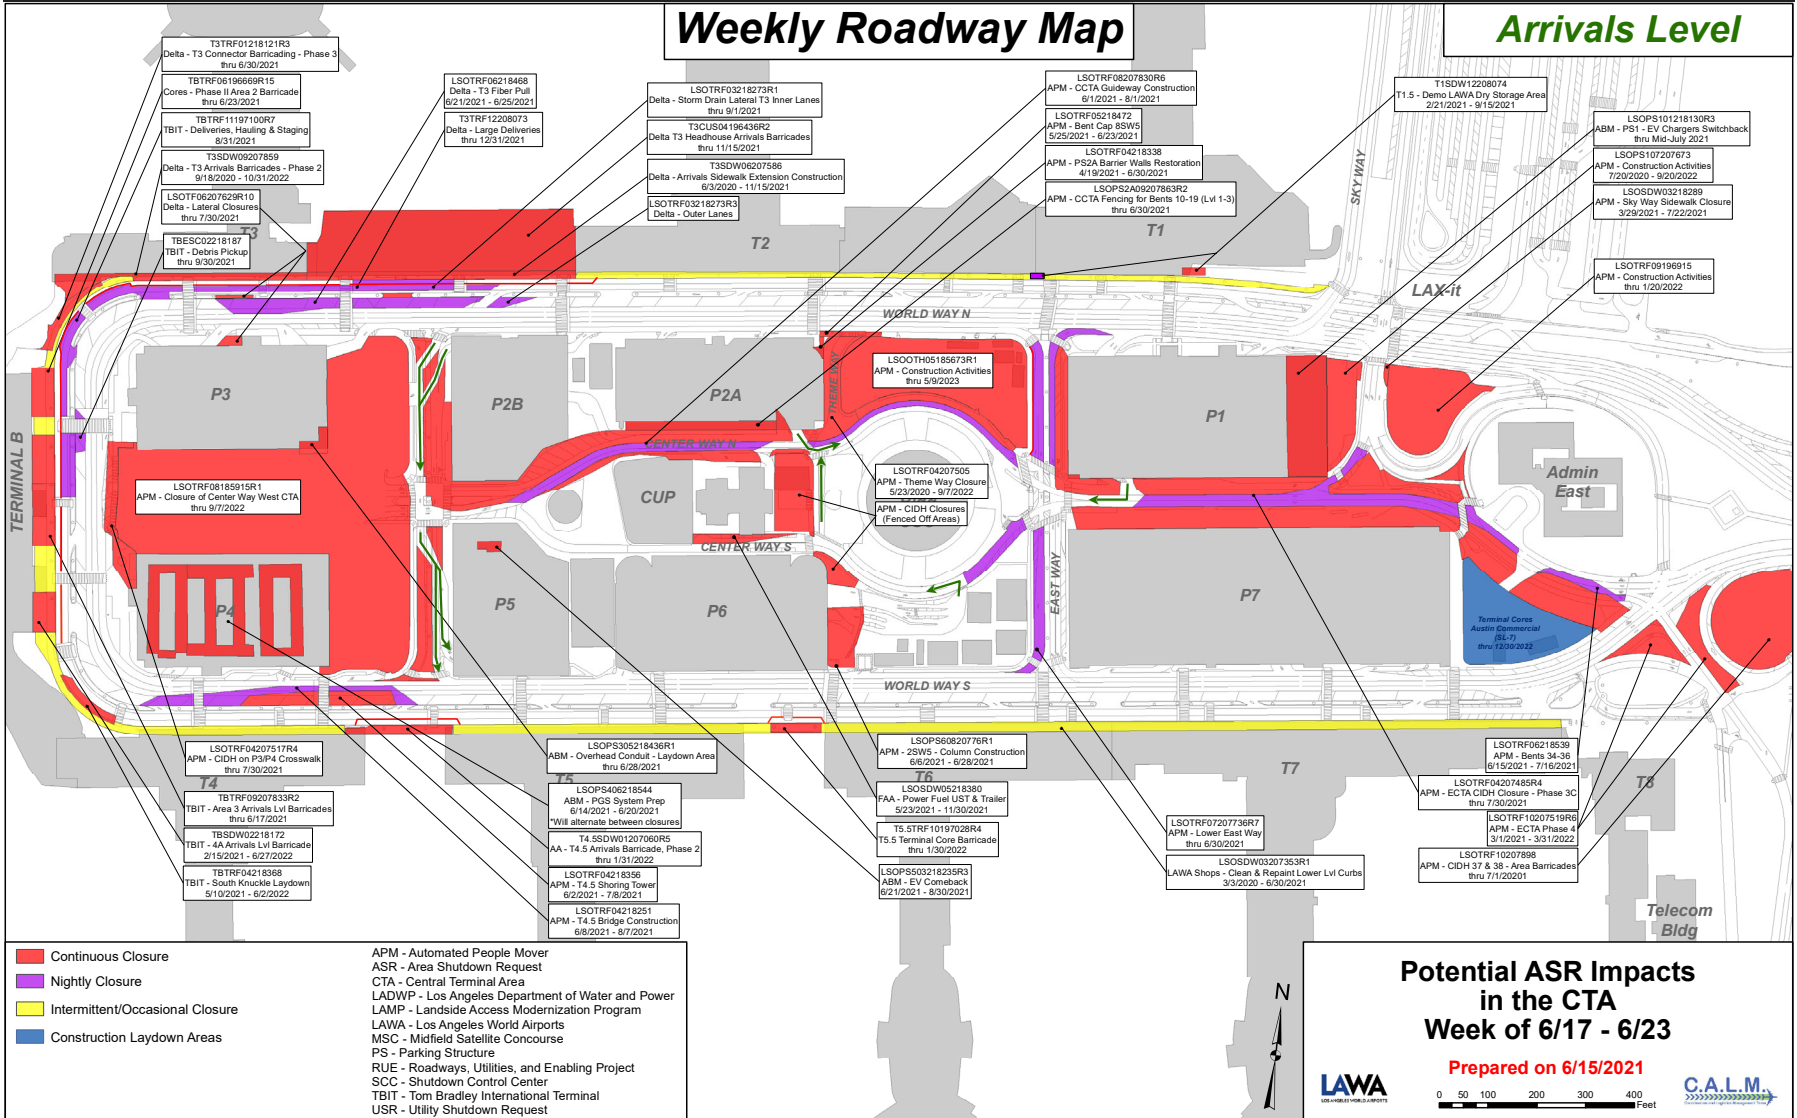 Weekly Roadway Map
Arrivals Level
T3TRF01218121R3
Delta - T3 Connector Barricading - Phase 3
thru 6/30/2021
TBTRF06196669R15
Cores - Phase II Area 2 Barricade
thru 6/23/2021
TBTRF11197100R7
TBIT - Deliveries, Hauling & Staging
8/31/2021
T3SDW09207859
Delta - T3 Arrivals Barricades - Phase 2
9/18/2020 - 10/31/2022
LSOTF06207629R10
Delta - Lateral Closures
thru 7/30/2021
TBESC02218187
TBIT - Debris Pickup
thru 9/30/2021
LSOTRF06218468
Delta - T3 Fiber Pull
6/21/2021 - 6/25/2021
T3TRF12208073
Delta - Large Deliveries
thru 12/31/2021
LSOTRF03218273R1
Delta - Storm Drain Lateral T3 Inner Lanes
thru 9/1/2021
T3CUS04196436R2
Delta T3 Headhouse Arrivals Barricades
thru 11/15/2021
T3SDW06207586
Delta - Arrivals Sidewalk Extension Construction
6/3/2020 - 11/15/2021
LSOTRF03218273R3
Delta - Outer Lanes
LSOTRF08207830R6
APM - CCTA Guideway Construction
6/1/2021 - 8/1/2021
LSOTRF05218472
APM - Bent Cap 8SW5
5/25/2021 - 6/23/2021
LSOTRF04218338
APM - PS2A Barrier Walls Restoration
4/19/2021 - 6/30/2021
LSOPS2A09207863R2
APM - CCTA Fencing for Bents 10-19 (Lvl 1-3)
thru 6/30/2021
T1SDW12208074
T1.5 - Demo LAWA Dry Storage Area
2/21/2021 - 9/15/2021
LSOPS101218130R3
ABM - PS1 - EV Chargers Switchback
thru Mid-July 2021
LSOPS107207673
APM - Construction Activities
7/20/2020 - 9/20/2022
LSOSDW03218289
APM - Sky Way Sidewalk Closure
3/29/2021 - 7/22/2021
LSOTRF09196915
APM - Construction Activities
thru 1/20/2022
T3
T2
T1
SKY WAY
LAX-it
WORLD WAY N
P3
P2B
P2A
THEME WAY
LSOOTH05185673R1
APM - Construction Activities
thru 5/9/2023
P1
CENTER WAY N
TERMINAL B
LSOTRF08185915R1
APM - Closure of Center Way West CTA
thru 9/7/2022
CUP
LSOTRF04207505
APM - Theme Way Closure
5/23/2020 - 9/7/2022
APM - CIDH Closures
(Fenced Off Areas)
Admin
East
CENTER WAY S
P4
P5
P6
EAST WAY
P7
Terminal Cores
Austin Commercial
(SL-7)
thru 12/30/2022
WORLD WAY S
LSOTRF04207517R4
APM - CIDH on P3/P4 Crosswalk
thru 7/30/2021
T4
TBTRF09207833R2
TBIT - Area 3 Arrivals Lvl Barricades
thru 6/17/2021
TBSDW02218172
TBIT - 4A Arrivals Lvl Barricade
2/15/2021 - 6/27/2022
TBTRF04218368
TBIT - South Knuckle Laydown
5/10/2021 - 6/2/2022
LSOPS305218436R1
ABM - Overhead Conduit - Laydown Area
thru 6/28/2021
T5
LSOPS406218544
ABM - PGS System Prep
6/14/2021 - 6/20/2021
*Will alternate between closures
T4.5SDW01207060R5
AA - T4.5 Arrivals Barricade, Phase 2
thru 1/31/2022
LSOTRF04218356
APM - T4.5 Shoring Tower
6/2/2021 - 7/8/2021
LSOTRF04218251
APM - T4.5 Bridge Construction
6/8/2021 - 8/7/2021
LSOPS60820776R1
APM - 2SW5 - Column Construction
6/6/2021 - 6/28/2021
T6
LSOSDW05218380
FAA - Power Fuel UST & Trailer
5/23/2021 - 11/30/2021
T5.5TRF10197028R4
T5.5 Terminal Core Barricade
thru 1/30/2022
LSOPS503218235R3
ABM - EV Comeback
6/21/2021 - 8/30/2021
LSOTRF07207736R7
APM - Lower East Way
thru 6/30/2021
LSOSDW03207353R1
LAWA Shops - Clean & Repaint Lower Lvl Curbs
3/3/2020 - 6/30/2021
T7
LSOTRF06218539
APM - Bents 34-36
6/15/2021 - 7/16/2021
LSOTRF04207485R4
APM - ECTA CIDH Closure - Phase 3C
thru 7/30/2021
LSOTRF10207519R6
APM - ECTA Phase 4
3/1/2021 - 3/31/2022
LSOTRF10207898
APM - CIDH 37 & 38 - Area Barricades
thru 7/1/20201
T8
Telecom
Bldg
Continuous Closure
Nightly Closure
Intermittent/Occasional Closure
Construction Laydown Areas
APM - Automated People Mover
ASR - Area Shutdown Request
CTA - Central Terminal Area
LADWP - Los Angeles Department of Water and Power
LAMP - Landside Access Modernization Program
LAWA - Los Angeles World Airports
MSC - Midfield Satellite Concourse
PS - Parking Structure
RUE - Roadways, Utilities, and Enabling Project
SCC - Shutdown Control Center
TBIT - Tom Bradley International Terminal
USR - Utility Shutdown Request
N
Potential ASR Impacts
in the CTA
Week of 6/17 - 6/23
Prepared on 6/15/2021
LAWA
LOS ANGELES WORLD AIRPORTS
0 50 100 200 300 400
Feet
C.A.L.M.